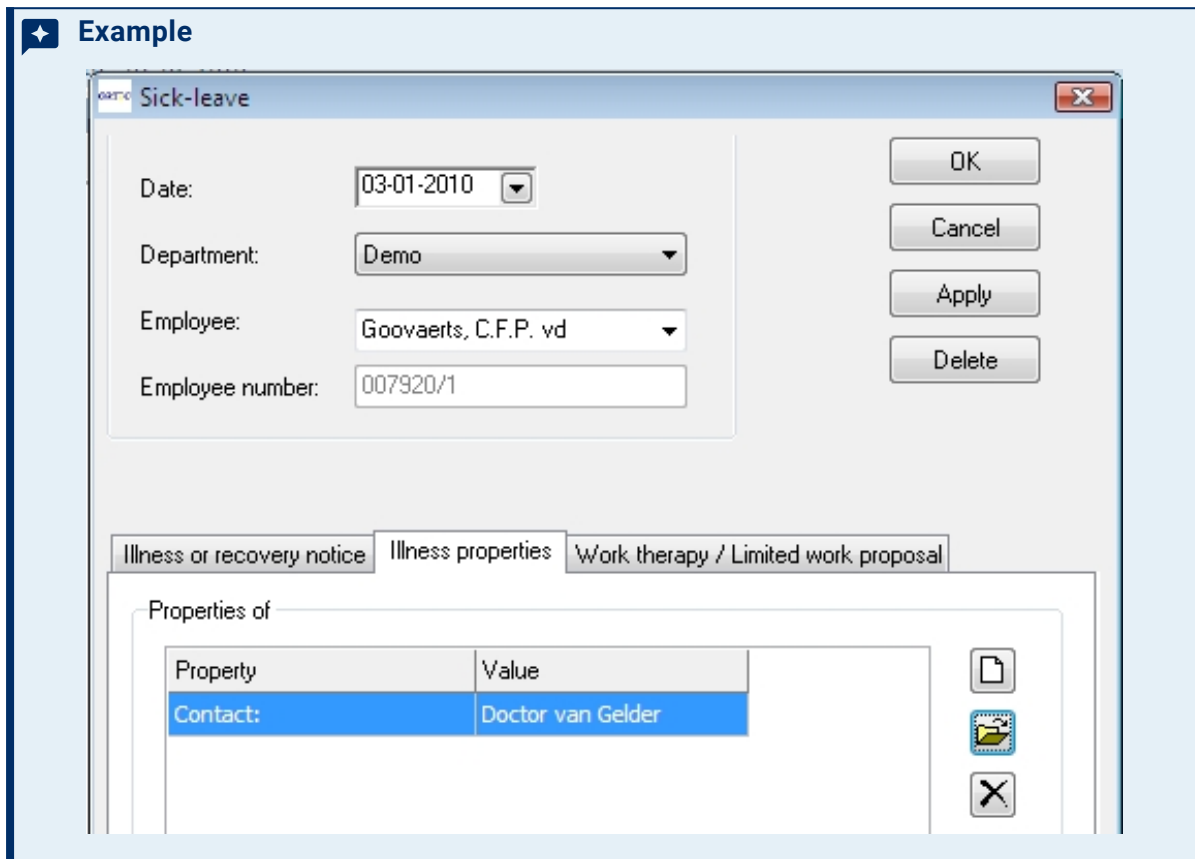 Example
Sick-leave
Date: 03-01-2010
OK
Department: Demo
Cancel
Employee: Goovaerts, C.F.P. vd
Apply
Employee number: 007920/1
Delete
Illness or recovery notice Illness properties Work therapy / Limited work proposal
Properties of
Property Value
Contact: Doctor van Gelder